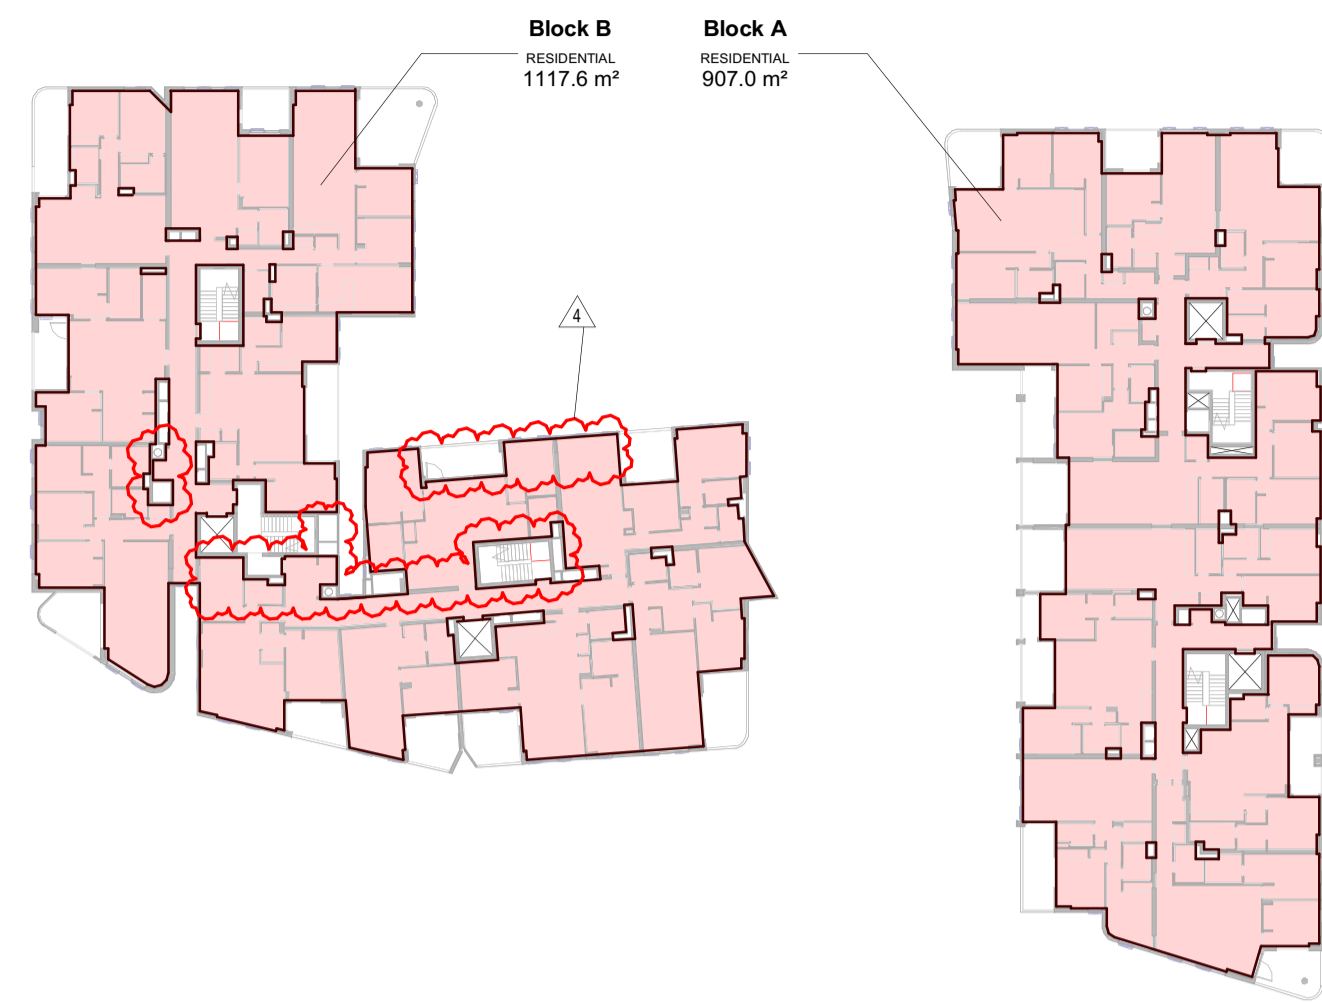 Block B
RESIDENTIAL
1117.6 m²
Block A
RESIDENTIAL
907.0 m²
4